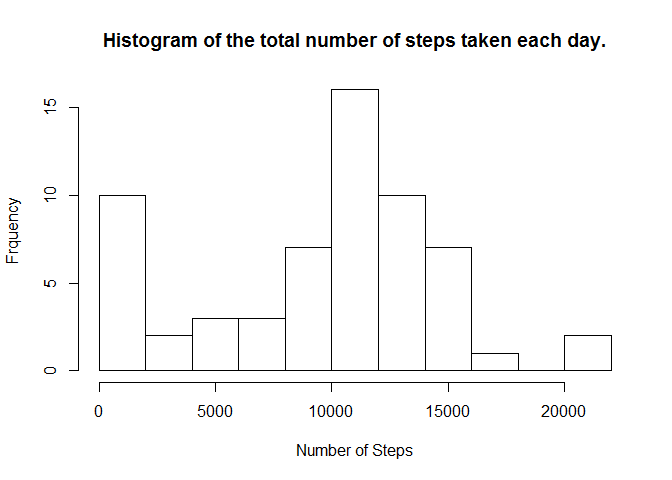 Histogram of the total number of steps taken each day.
Frquency
15
10
5
0
0 5000 10000 15000 20000
Number of Steps